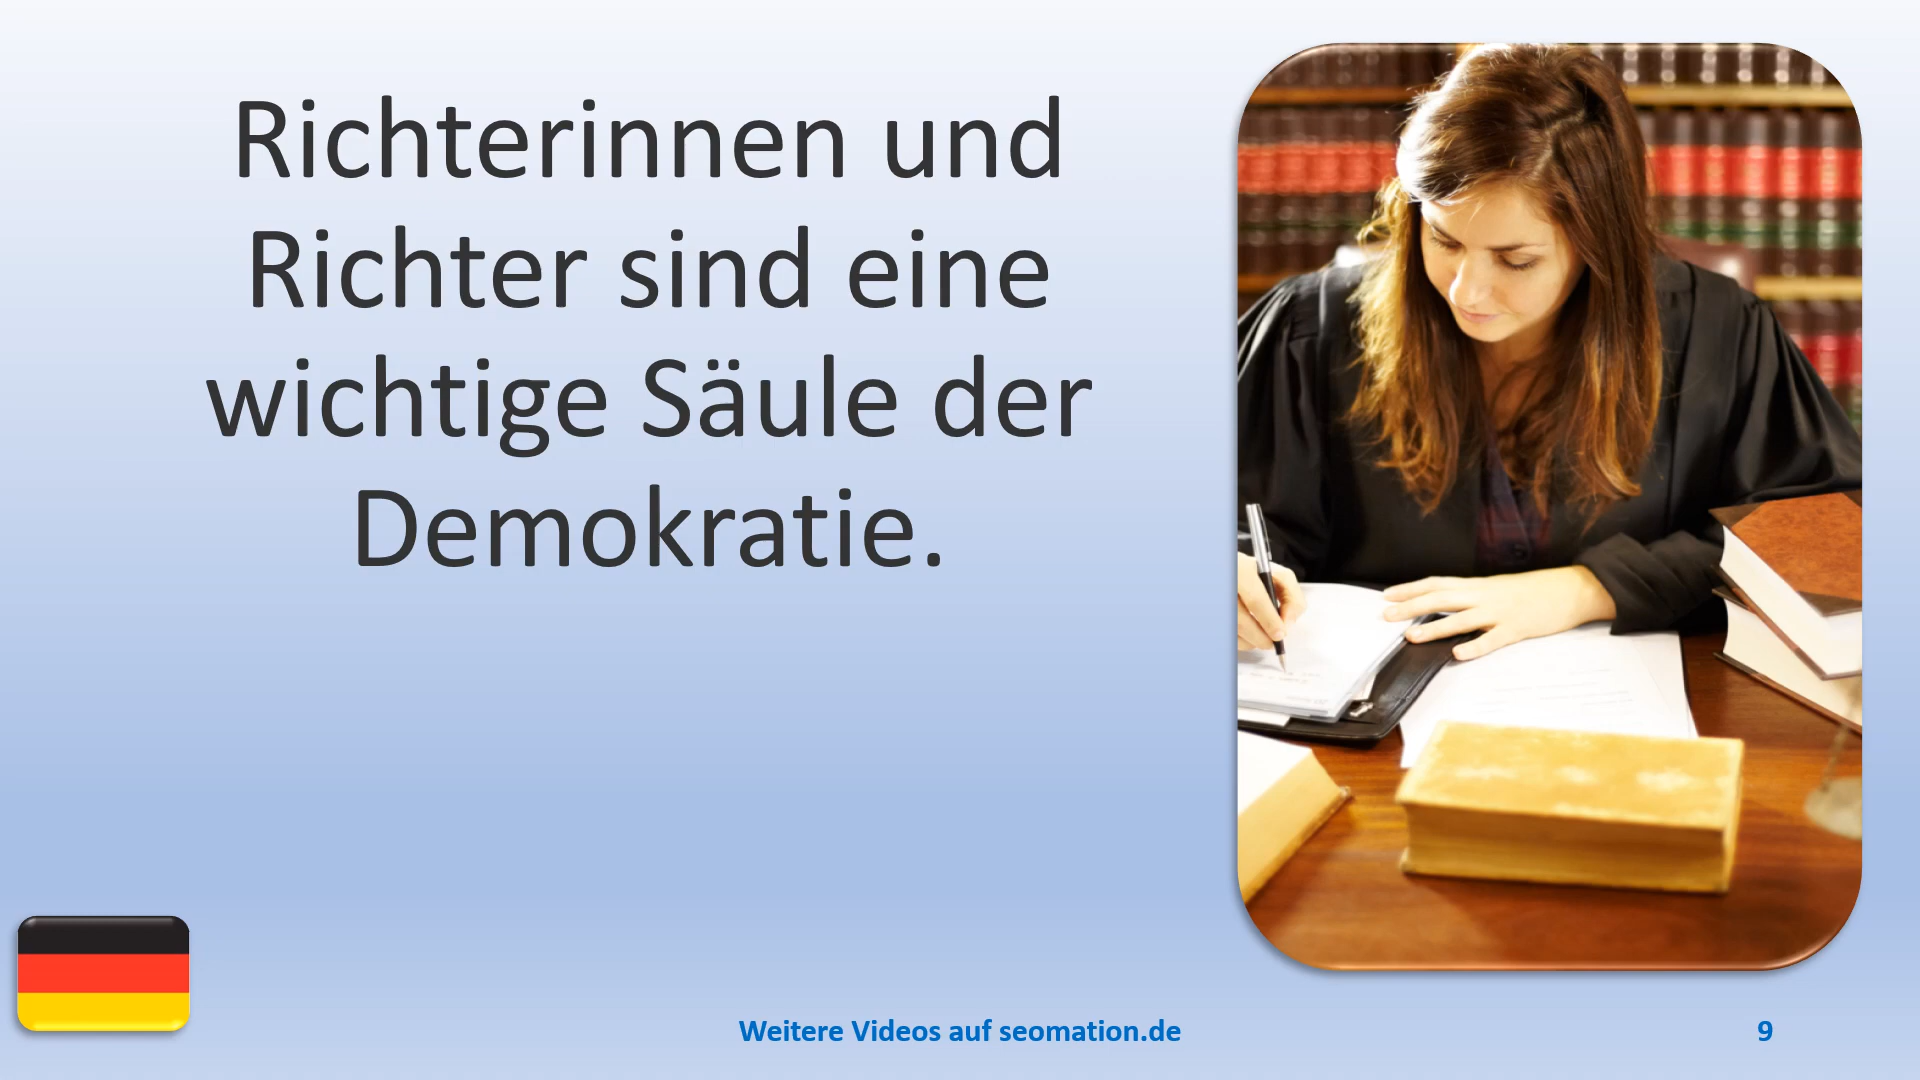 Richterinnen und
Richter sind eine
wichtige Säule der
Demokratie.
Weitere Videos auf seomation.de
9